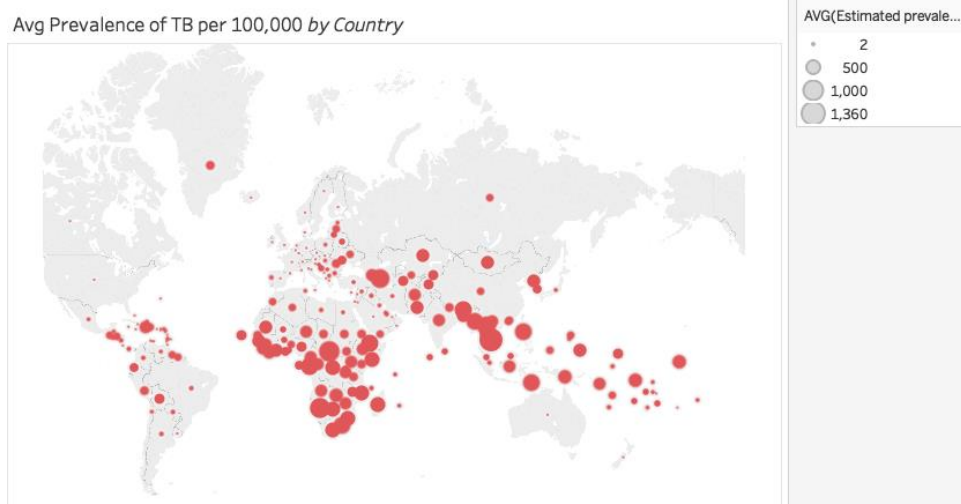 Avg Prevalence of TB per 100,000 by Country
AVG(Estimated prevale...
2
500
1,000
1,360